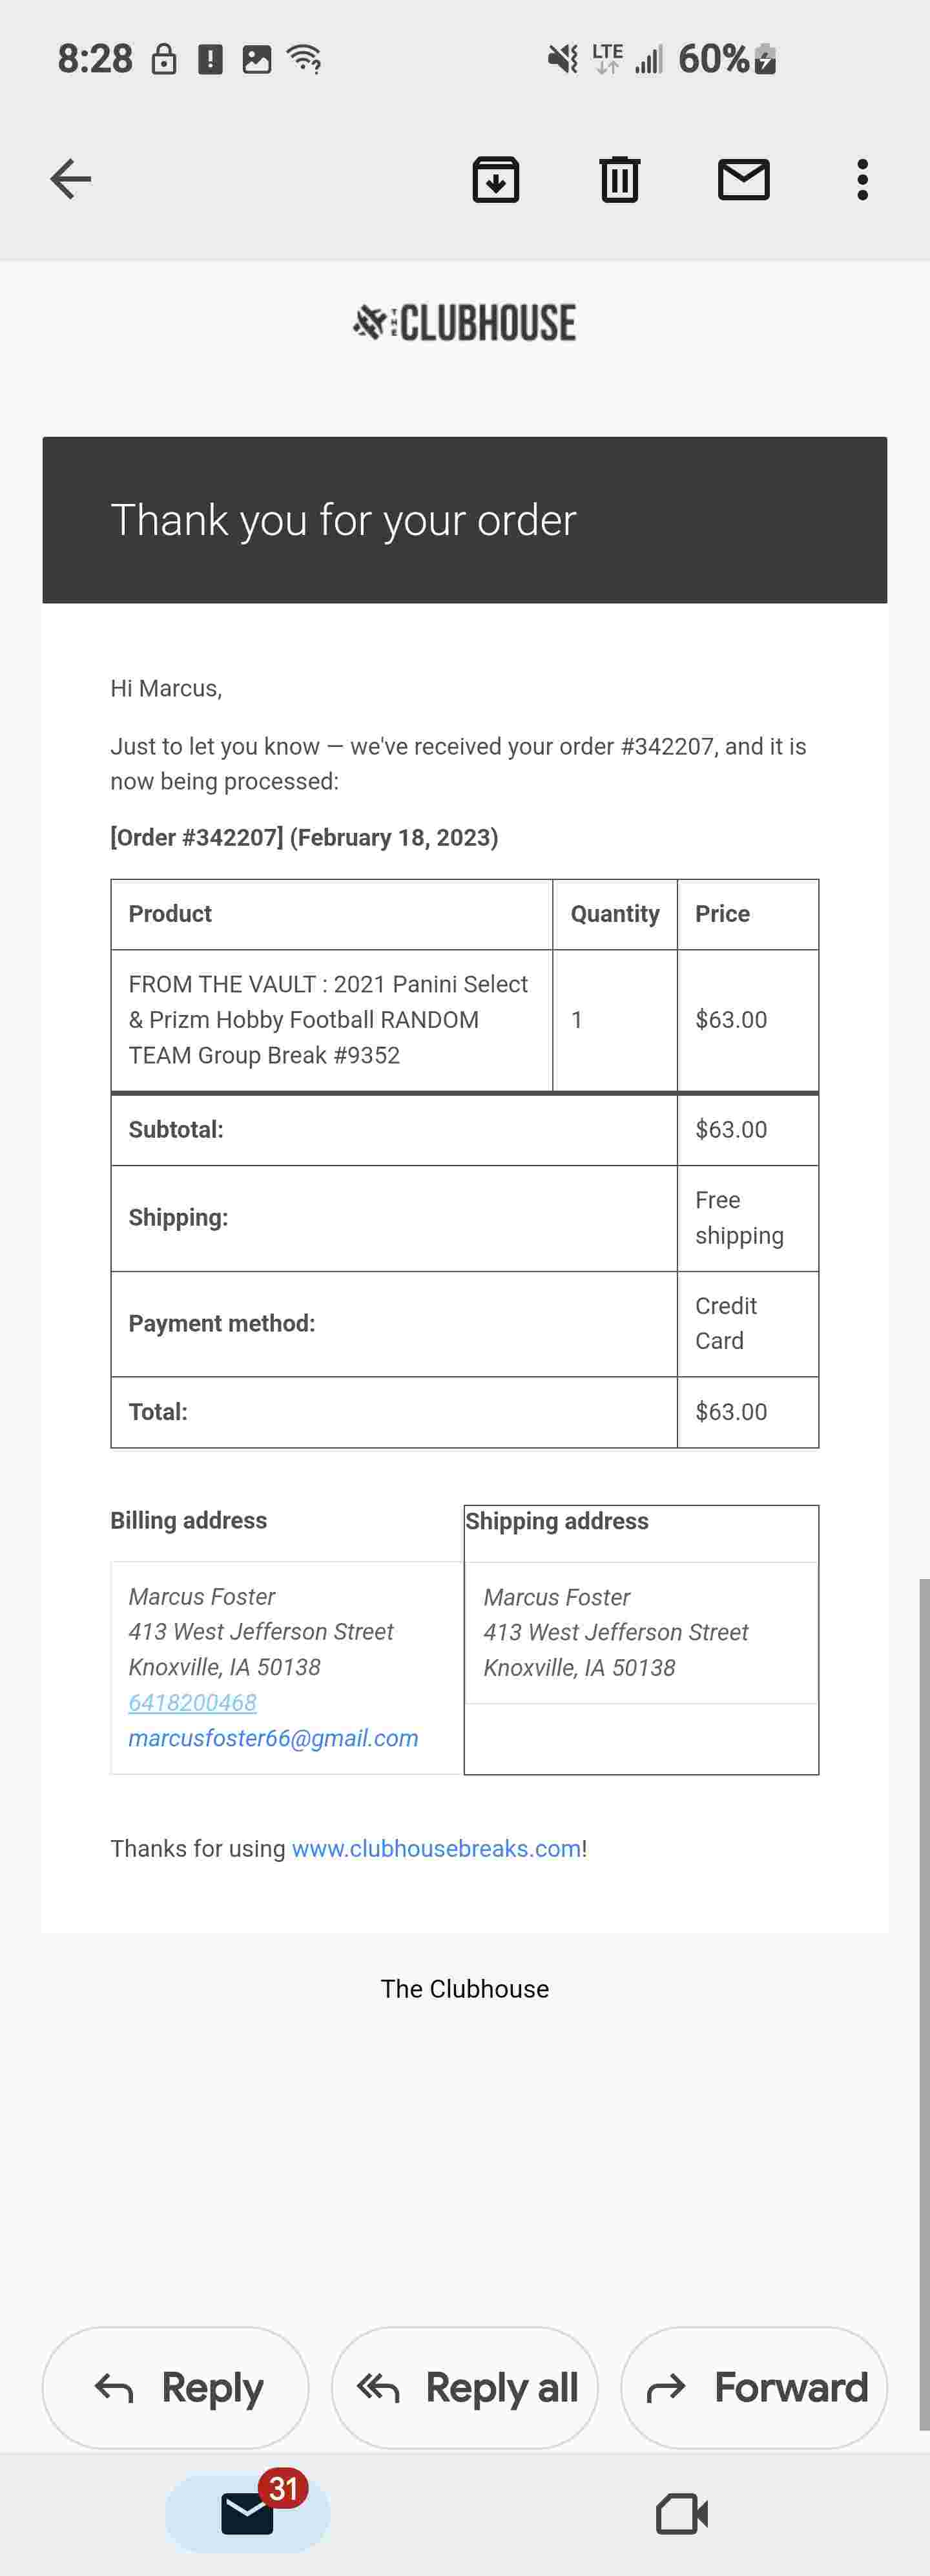 8:28
LTE
60%
THE CLUBHOUSE
Thank you for your order
Hi Marcus,
Just to let you know — we've received your order #342207, and it is
now being processed:
[Order #342207] (February 18, 2023)
Product Quantity Price
FROM THE VAULT : 2021 Panini Select
& Prizm Hobby Football RANDOM
TEAM Group Break #9352
1
$63.00
Subtotal: $63.00
Shipping:
Free
shipping
Payment method:
Credit
Card
Total: $63.00
Billing address
Marcus Foster
413 West Jefferson Street
Knoxville, IA 50138
6418200468
marcusfoster66@gmail.com
Shipping address
Marcus Foster
413 West Jefferson Street
Knoxville, IA 50138
Thanks for using www.clubhousebreaks.com!
The Clubhouse
Reply
Reply all
Forward
31